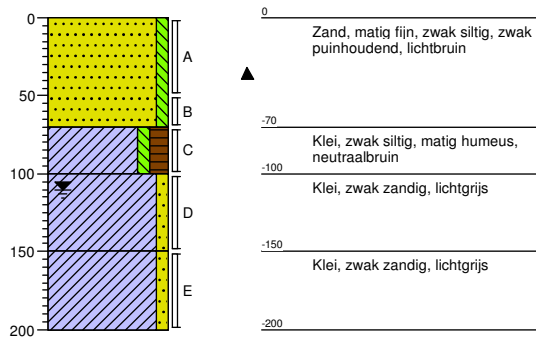 0
50
100
150
200
A
B
C
D
E
0
Zand, matig fijn, zwak siltig, zwak
puinhoudend, lichtbruin
-70
Klei, zwak siltig, matig humeus,
neutraalbruin
-100
Klei, zwak zandig, lichtgrijs
-150
Klei, zwak zandig, lichtgrijs
-200